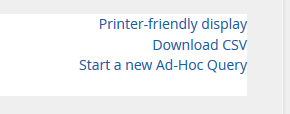 Printer-friendly display
Download CSV
Start a new Ad-Hoc Query